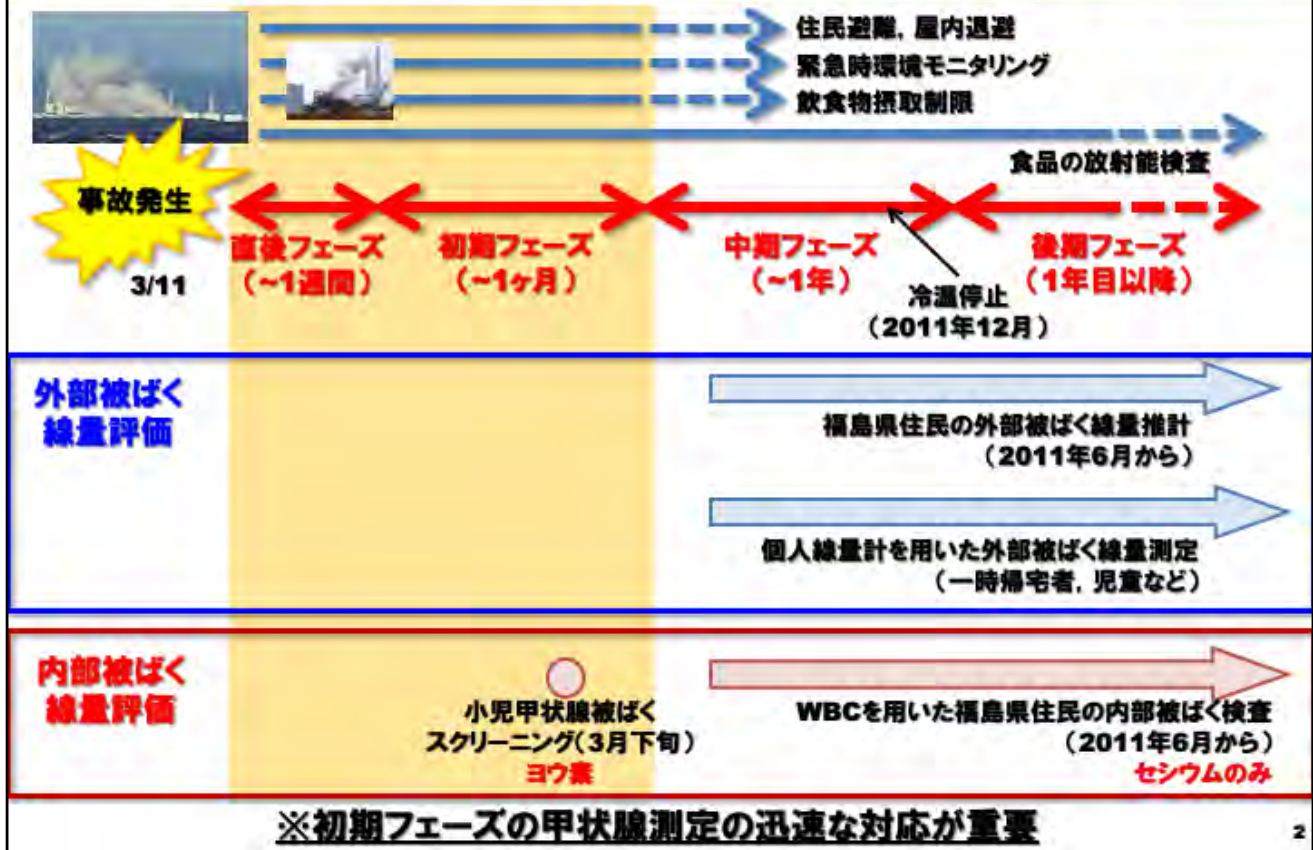 住民避難，屋内退避
緊急時環境モニタリング
飲食物摂取制限
食品の放射能検査
事故発生
3/11
直後フェーズ
（~1週間）
初期フェーズ
（~1ヶ月）
中期フェーズ
（~1年）
後期フェーズ
（1年目以降）
冷温停止
（2011年12月）
外部被ばく
線量評価
福島県住民の外部被ばく線量推計
（2011年6月から）
個人線量計を用いた外部被ばく線量測定
（一時帰宅者，児童など）
内部被ばく
線量評価
小児甲状腺被ばく
スクリーニング（3月下旬）
ヨウ素
WBCを用いた福島県住民の内部被ばく検査
（2011年6月から）
セシウムのみ
※初期フェーズの甲状腺測定の迅速な対応が重要
2